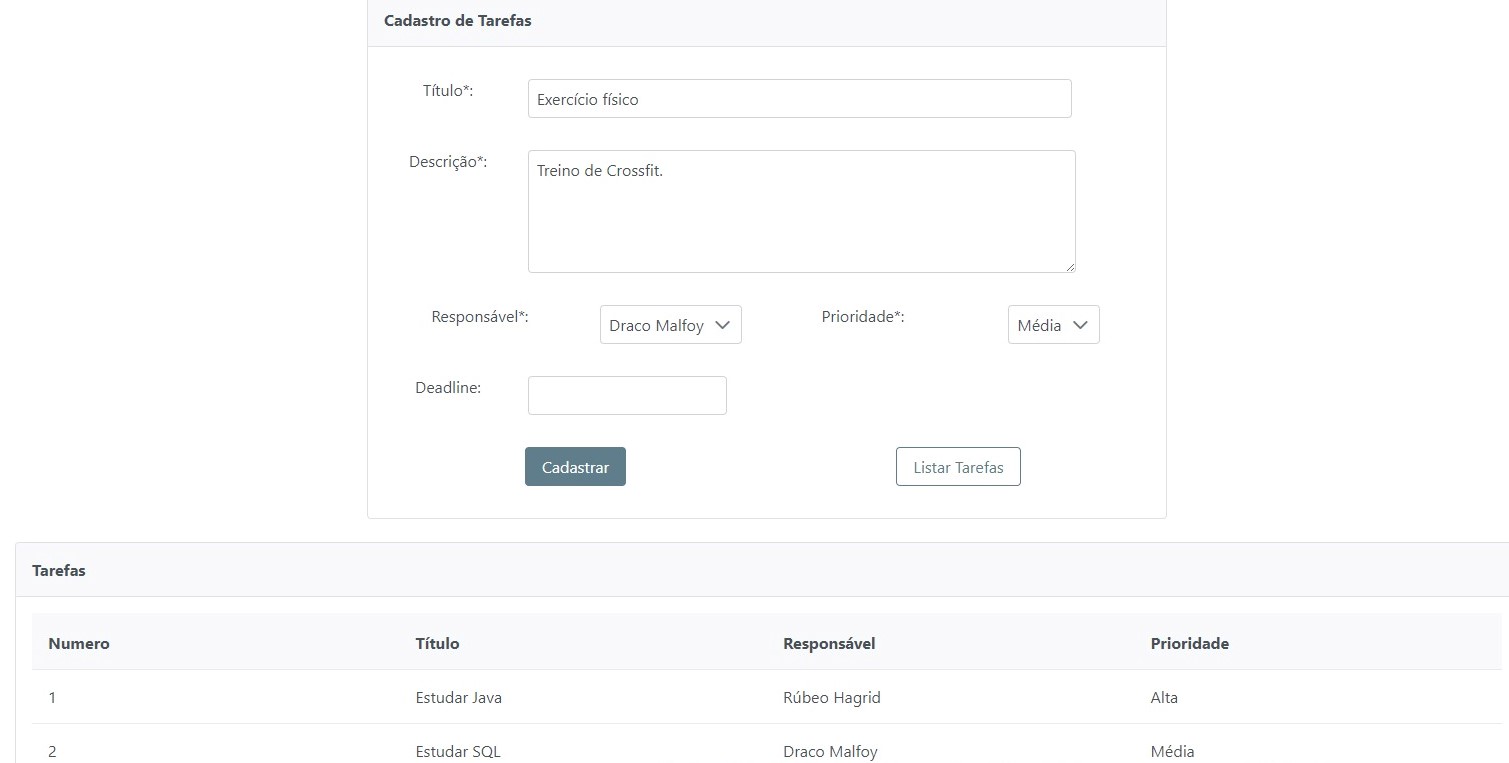 Cadastro de Tarefas
Título*:
Exercício físico
Descrição*:
Treino de Crossfit.
Responsável*:
Draco Malfoy
Prioridade*:
Média
Deadline:
Cadastrar
Listar Tarefas
Tarefas
Numero Título Responsável Prioridade
1 Estudar Java Rúbeo Hagrid Alta
2 Estudar SQL Draco Malfoy Média